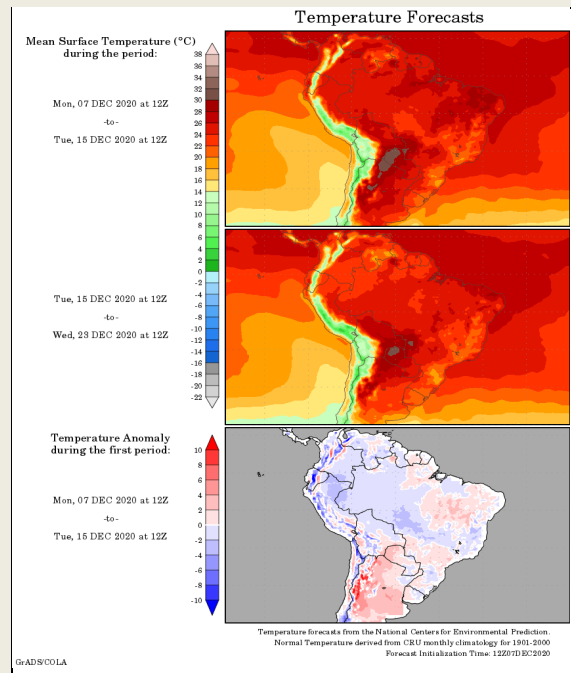 Temperature Forecasts
Mean Surface Temperature (°C)
during the period:
Mon, 07 DEC 2020 at 12Z
-to-
Tue, 15 DEC 2020 at 12Z
38
36
34
32
30
28
26
24
22
20
18
16
14
12
10
8
6
4
2
0
-2
-4
-6
-8
-10
-12
-14
-16
-18
-20
-22
Tue, 15 DEC 2020 at 12Z
-to-
Wed, 23 DEC 2020 at 12Z
Temperature Anomaly
during the first period:
Mon, 07 DEC 2020 at 12Z
-to-
Tue, 15 DEC 2020 at 12Z
10
8
6
4
2
0
-2
-4
-6
-8
-10
Temperature forecasts from the National Centers for Environmental Prediction.
Normal Temperature derived from CRU monthly climatology for 1901-2000
Forecast Initialization Time: 12Z07DEC2020
GrADS/COLA